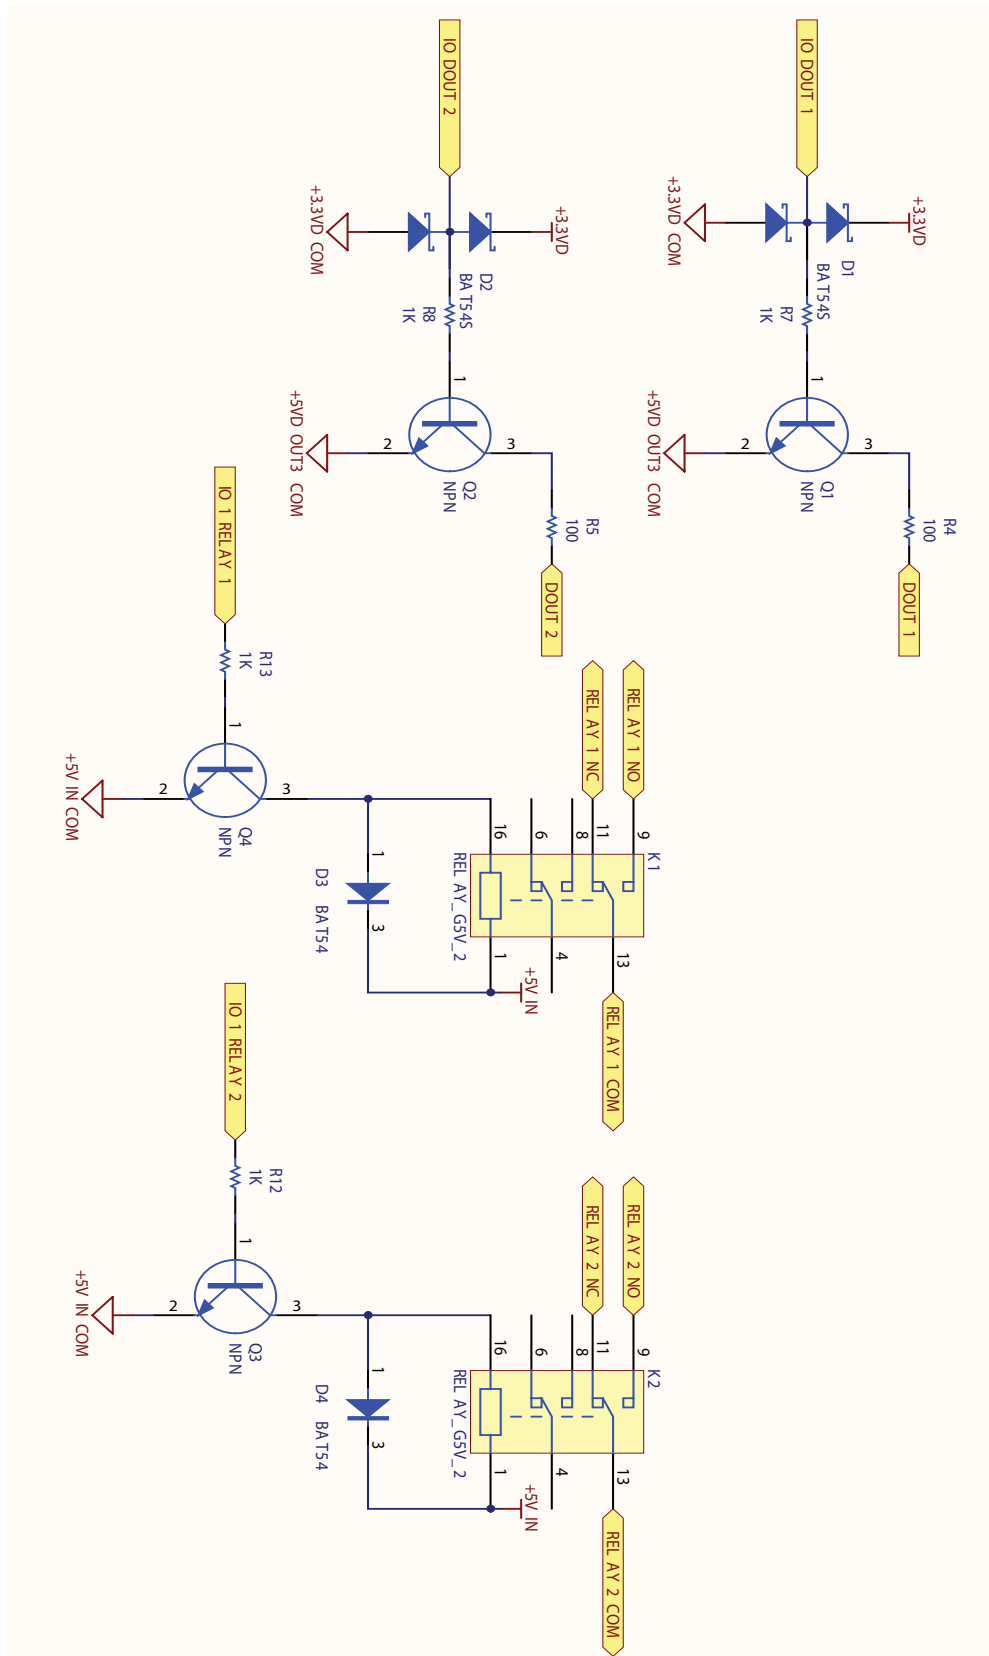 IO DOUT 1
+3.3VD
+3.3VD COM
D1
BAT54S
R7
1K
1
2
3
Q1
NPN
+5VD OUT3 COM
R4
100
DOUT 1
IO DOUT 2
+3.3VD
+3.3VD COM
D2
BAT54S
R8
1K
1
2
3
Q2
NPN
+5VD OUT3 COM
R5
100
DOUT 2
IO 1 RELAY 1
R13
1K
1
2
3
Q4
NPN
+5V IN COM
RELAY 1 NO
RELAY 1 NC
9
11
8
6
16
K1
RELAY_G5V_2
13
4
1
RELAY 1 COM
+5V IN
1
3
D3 BAT54
IO 1 RELAY 2
R12
1K
1
2
3
Q3
NPN
+5V IN COM
RELAY 2 NO
RELAY 2 NC
9
11
8
6
16
K2
RELAY_G5V_2
13
4
1
RELAY 2 COM
+5V IN
1
3
D4 BAT54